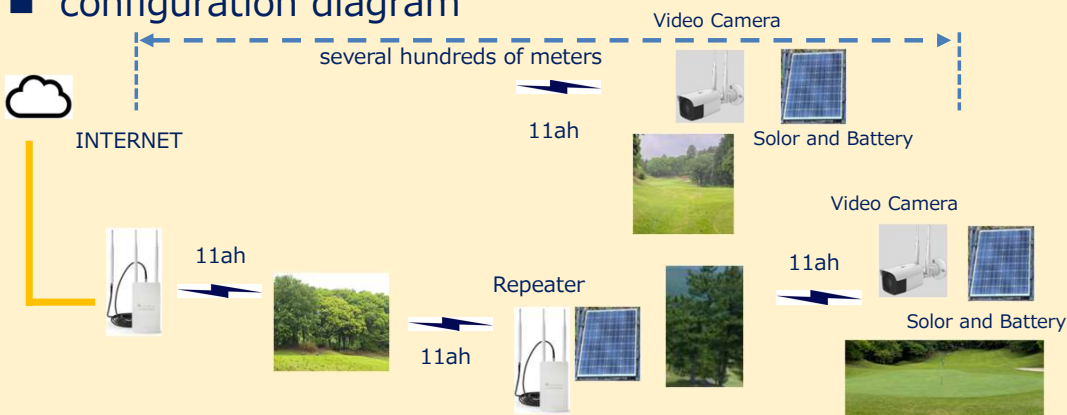 ■ configuration diagram
Video Camera
several hundreds of meters
11ah
INTERNET
Solor and Battery
Video Camera
11ah
11ah
Repeater
Solor and Battery
11ah